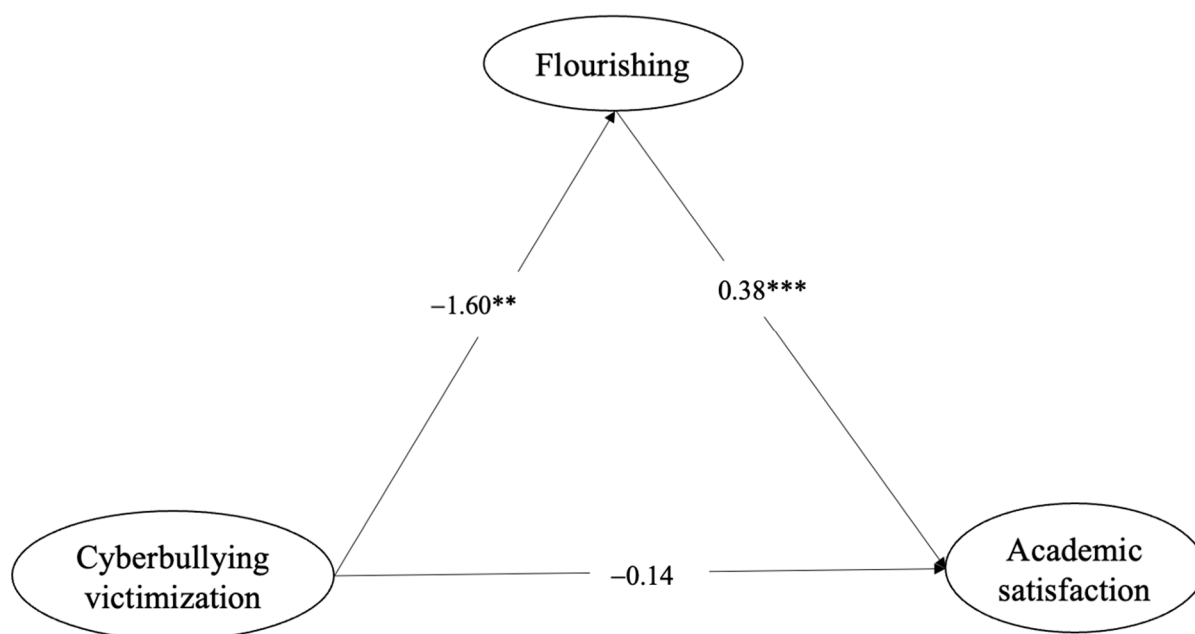 Flourishing
−1.60**
0.38***
Cyberbullying
victimization
−0.14
Academic
satisfaction